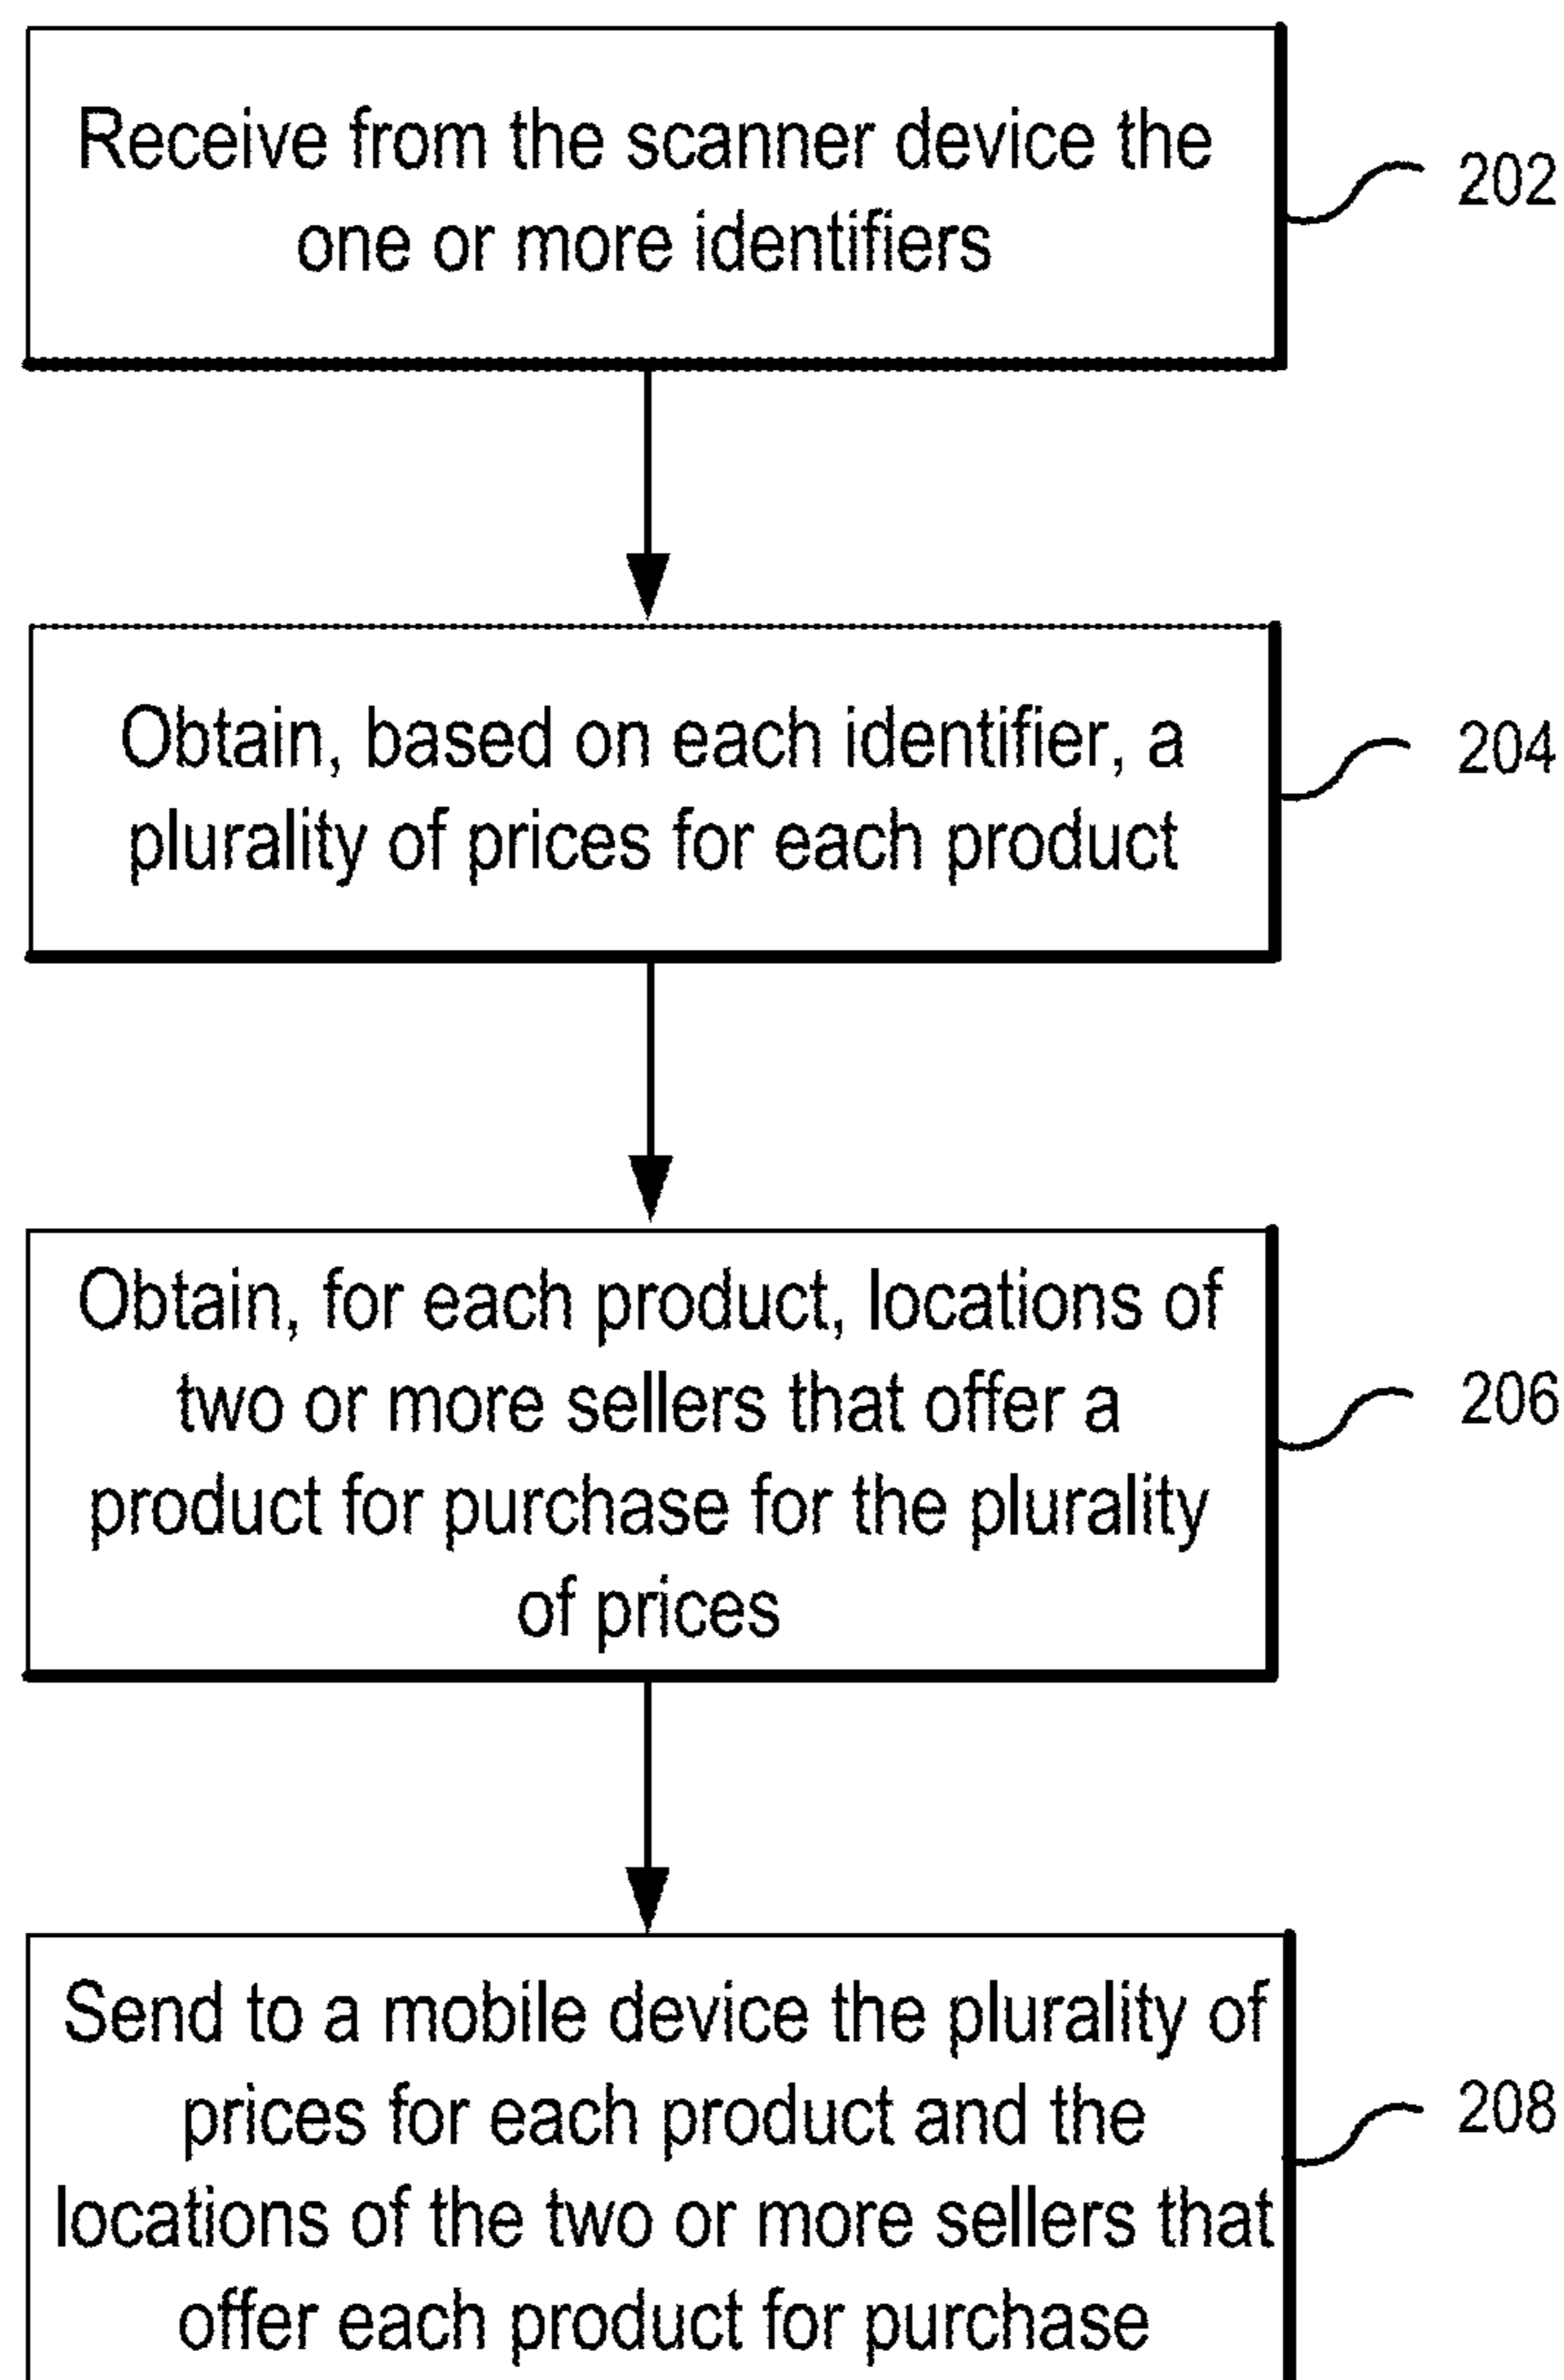 Receive from the scanner device the
one or more identifiers
202
Obtain, based on each identifier, a
plurality of prices for each product
204
Obtain, for each product, locations of
two or more sellers that offer a
product for purchase for the plurality
of prices
206
Send to a mobile device the plurality of
prices for each product and the
locations of the two or more sellers that
offer each product for purchase
208